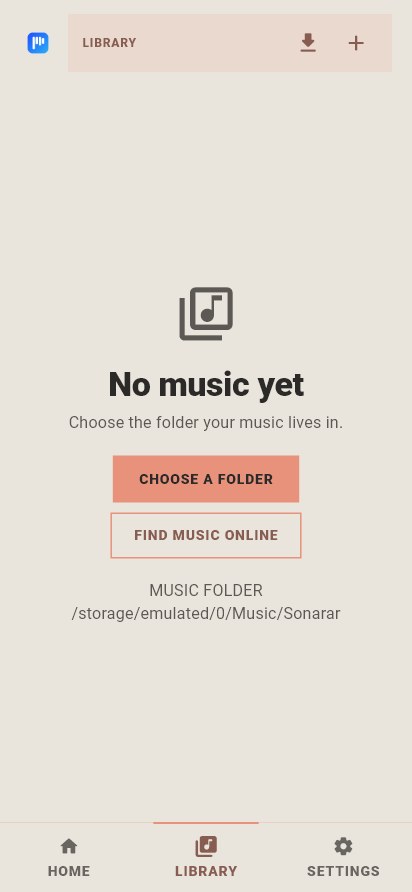 LIBRARY
No music yet
Choose the folder your music lives in.
CHOOSE A FOLDER
FIND MUSIC ONLINE
MUSIC FOLDER
/storage/emulated/0/Music/Sonarar
HOME
LIBRARY
SETTINGS